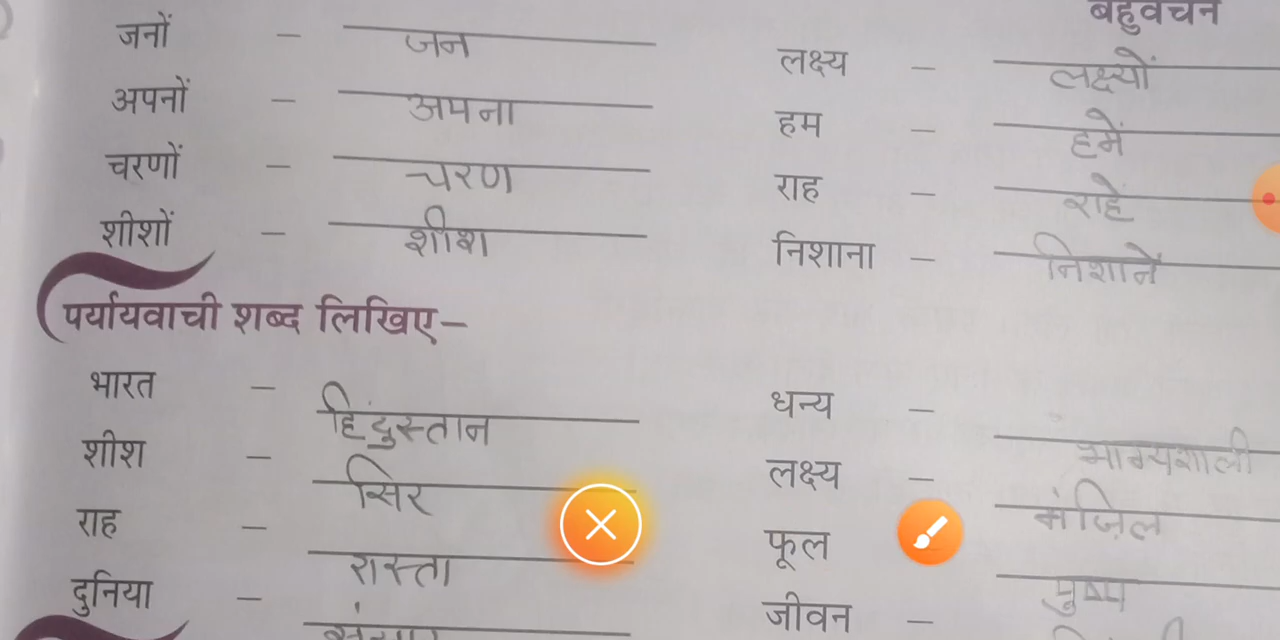 बहुवचन
जनों – जन
लक्ष्य – लक्ष्यों
अपनों – अपना
हम – हमें
चरणों – चरण
राह – राहें
शीशों – शीश
निशाना – निशाने
पर्यायवाची शब्द लिखिए–
भारत – हिंदुस्तान
धन्य – भाग्यशाली
शीश – सिर
लक्ष्य – मंज़िल
राह – रास्ता
फूल – पुष्प
दुनिया –
जीवन –